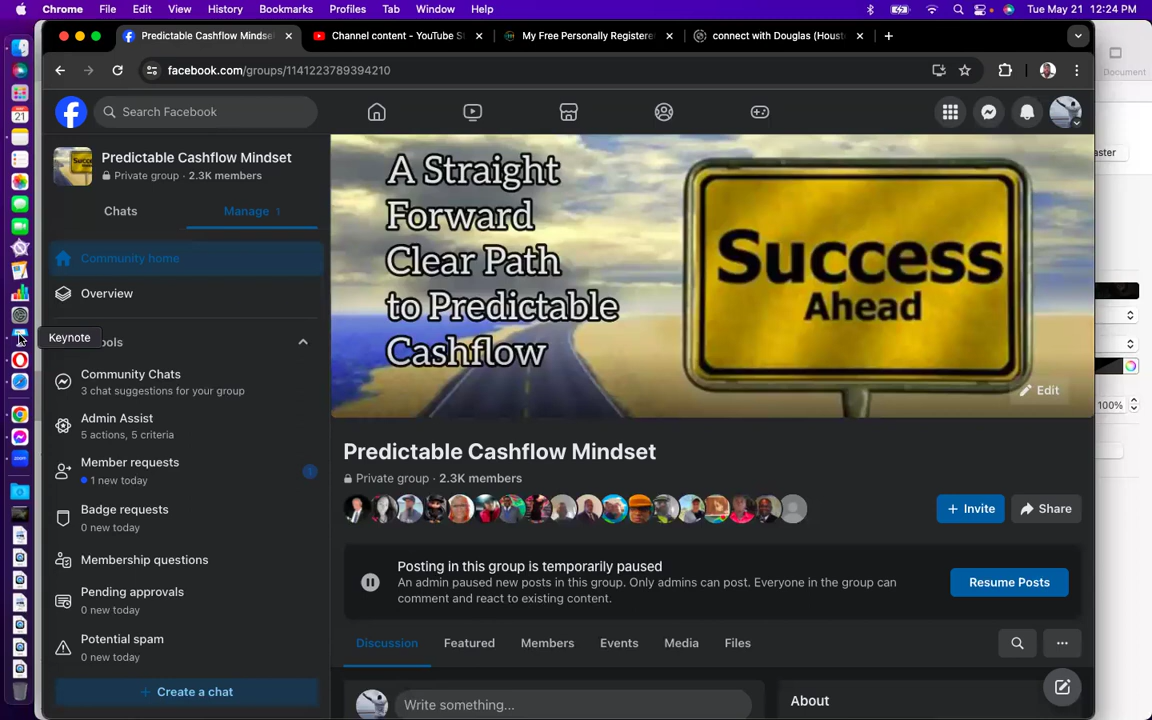 Chrome File Edit View History Bookmarks Profiles Tab Window Help Tue May 21 12:24 PM
Predictable Cashflow Mindse
Channel content - YouTube S
My Free Personally Registere
connect with Douglas (Hous
facebook.com/groups/1141223789394210
Document
Search Facebook
aster
Predictable Cashflow Mindset
Private group · 2.3K members
Chats
Manage 1
Community home
Overview
Keynote
ools
Community Chats
3 chat suggestions for your group
Admin Assist
5 actions, 5 criteria
Member requests
1 new today
Badge requests
0 new today
Membership questions
Pending approvals
0 new today
Potential spam
0 new today
+ Create a chat
A Straight
Forward
Clear Path
to Predictable
Cashflow
Success
Ahead
Edit
100%
Predictable Cashflow Mindset
Private group · 2.3K members
+ Invite
Share
Posting in this group is temporarily paused
An admin paused new posts in this group. Only admins can post. Everyone in the group can
comment and react to existing content.
Resume Posts
Discussion Featured Members Events Media Files
Write something...
About